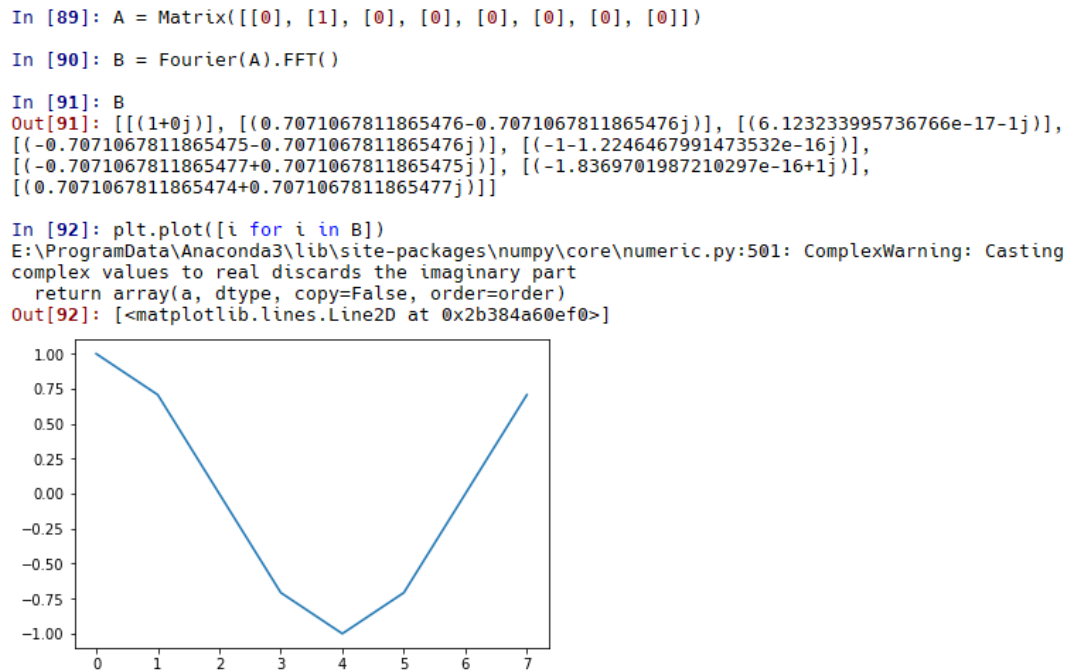 In [89]: A = Matrix([[0], [1], [0], [0], [0], [0], [0], [0]])
In [90]: B = Fourier(A).FFT()
In [91]: B
Out[91]: [[(1+0j)], [(0.7071067811865476-0.7071067811865476j)], [(6.123233995736766e-17-1j)],
[(-0.7071067811865475-0.7071067811865476j)], [(-1-1.2246467991473532e-16j)],
[(-0.7071067811865477+0.7071067811865475j)], [(-1.8369701987210297e-16+1j)],
[(0.7071067811865474+0.7071067811865477j)]]
In [92]: plt.plot([i for i in B])
E:\ProgramData\Anaconda3\lib\site-packages\numpy\core\numeric.py:501: ComplexWarning: Casting
complex values to real discards the imaginary part
  return array(a, dtype, copy=False, order=order)
Out[92]: [<matplotlib.lines.Line2D at 0x2b384a60ef0>]
1.00
0.75
0.50
0.25
0.00
−0.25
−0.50
−0.75
−1.00
0 1 2 3 4 5 6 7